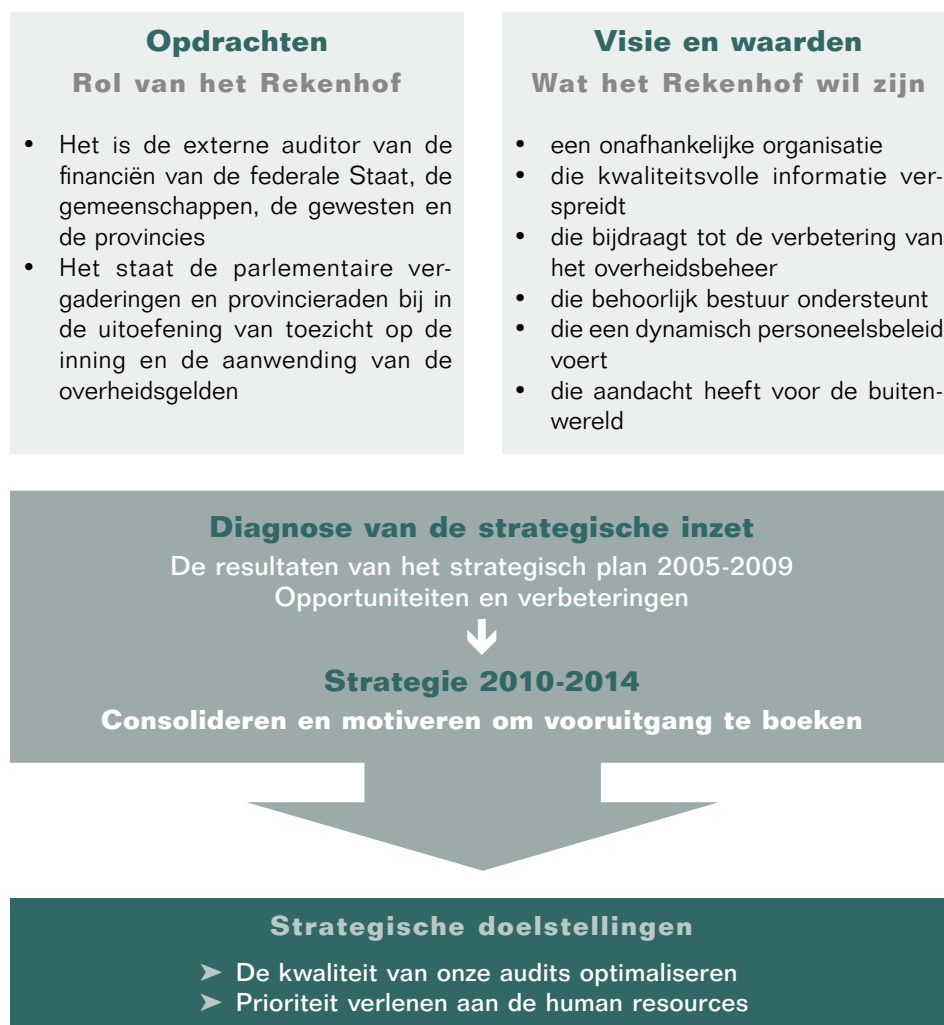 Opdrachten
Rol van het Rekenhof
• Het is de externe auditor van de
financiën van de federale Staat, de
gemeenschappen, de gewesten en
de provincies
• Het staat de parlementaire ver-
gaderingen en provincieraden bij in
de uitoefening van toezicht op de
inning en de aanwending van de
overheidsgelden
Visie en waarden
Wat het Rekenhof wil zijn
• een onafhankelijke organisatie
• die kwaliteitsvolle informatie ver-
spreidt
• die bijdraagt tot de verbetering van
het overheidsbeheer
• die behoorlijk bestuur ondersteunt
• die een dynamisch personeelsbeleid
voert
• die aandacht heeft voor de buiten-
wereld
Diagnose van de strategische inzet
De resultaten van het strategisch plan 2005-2009
Opportuniteiten en verbeteringen
Strategie 2010-2014
Consolideren en motiveren om vooruitgang te boeken
Strategische doelstellingen
➤ De kwaliteit van onze audits optimaliseren
➤ Prioriteit verlenen aan de human resources